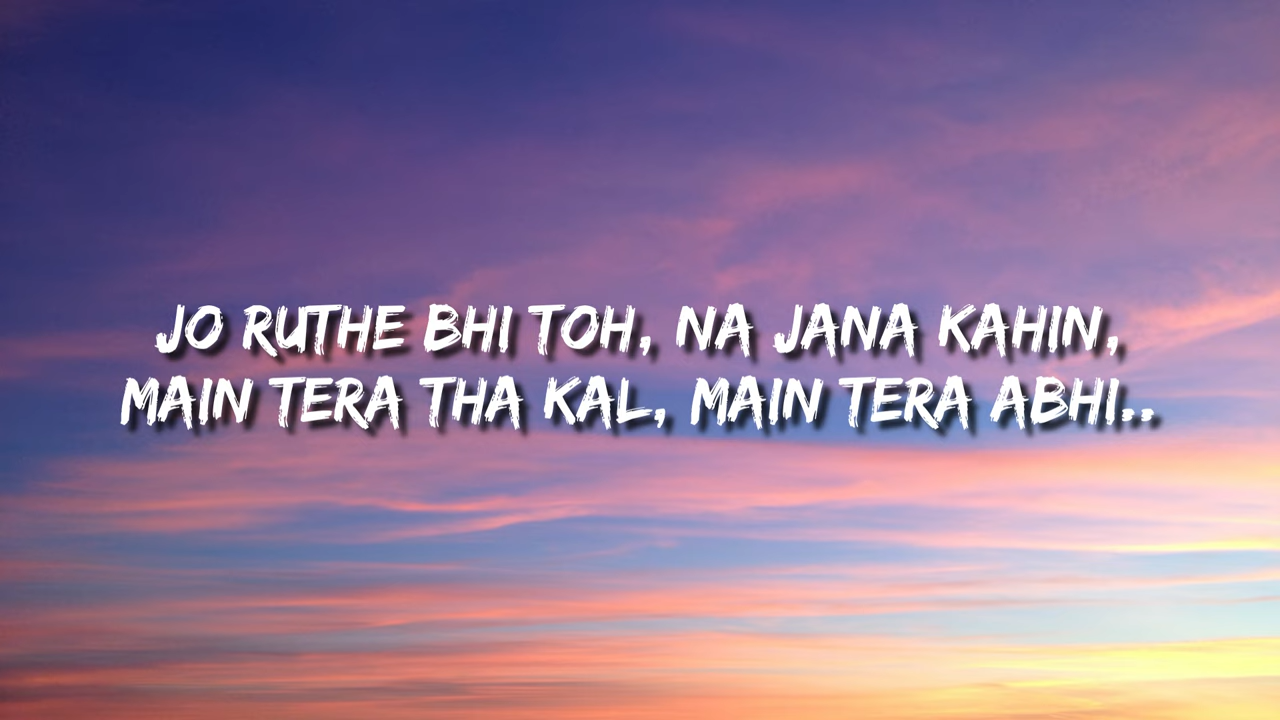 JO RUTHE BHI TOH, NA JANA KAHIN,
MAIN TERA THA KAL, MAIN TERA ABHI..